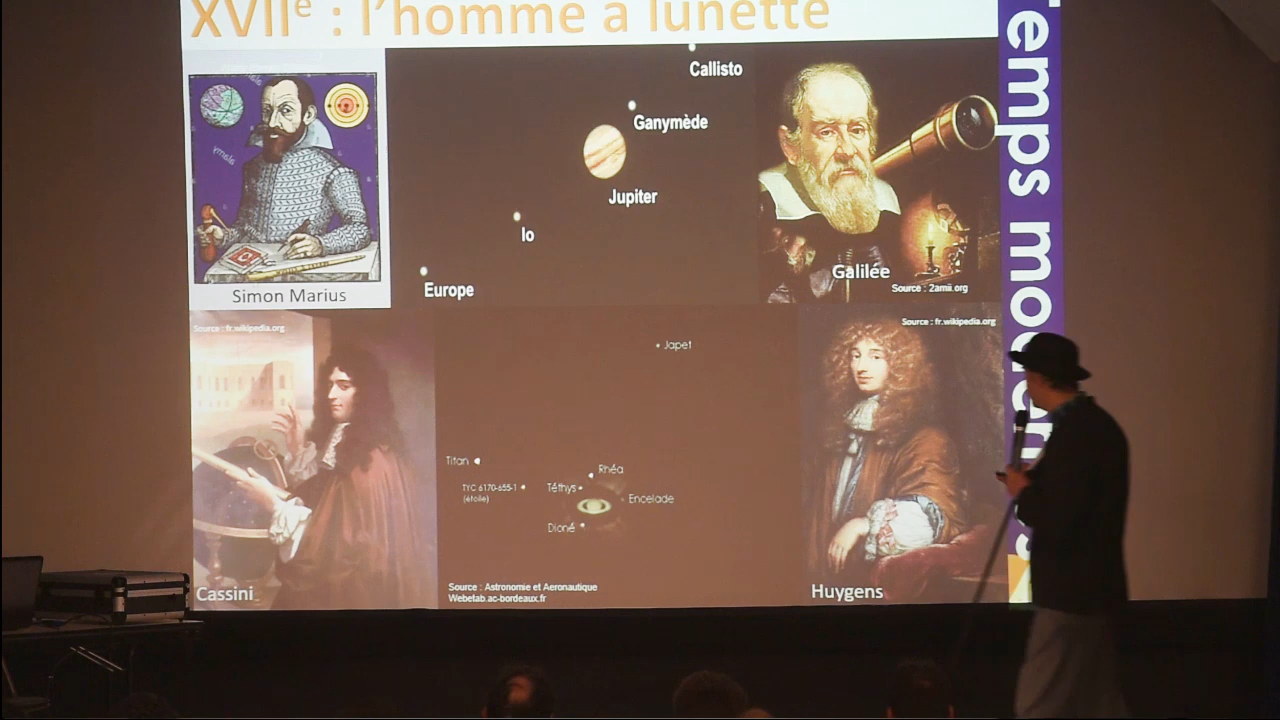 XVIIe : l'homme à lunette
Callisto
Ganymède
Jupiter
Io
Europe
Simon Marius
Galilée
Source : 2amii.org
Temps modernes
Source : fr.wikipedia.org
Source : fr.wikipedia.org
Japet
Titan
Rhéa
TYC 6170-655-1
(étoile)
Téthys
Encelade
Dioné
Source : Astronomie et Aeronautique
Webetab.ac-bordeaux.fr
Cassini
Huygens